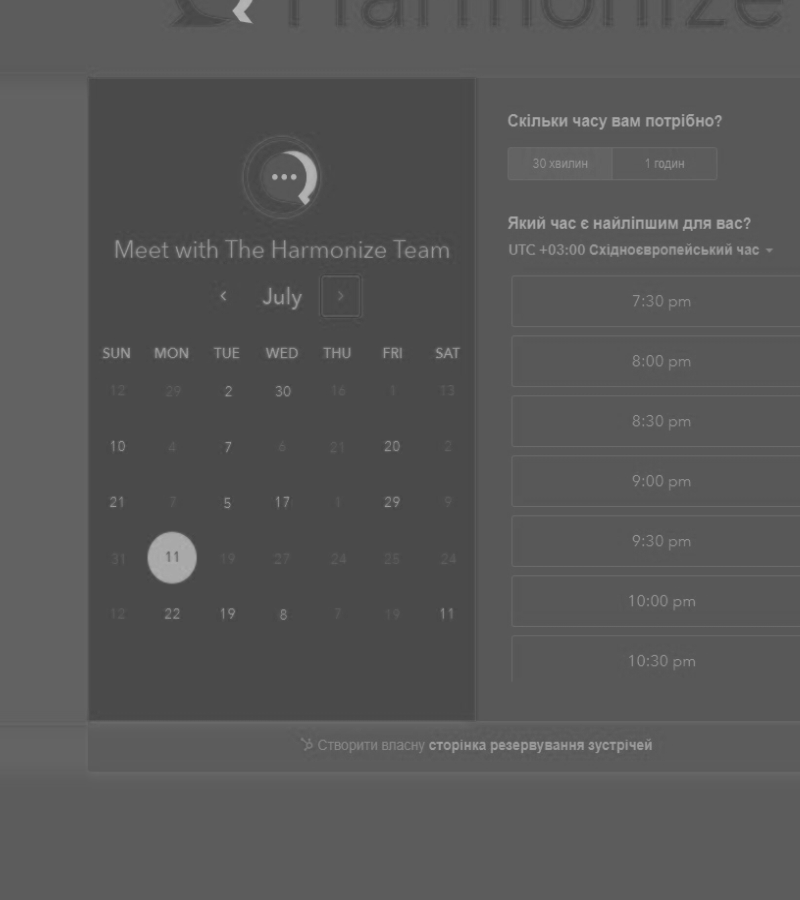 Harmonize
Meet with The Harmonize Team
July
SUN MON TUE WED THU FRI SAT
12 29 2 30 16 1 13
10 4 7 6 21 20 2
21 7 5 17 1 29 9
31 11 19 27 24 25 24
12 22 19 8 7 19 11
Скільки часу вам потрібно?
30 хвилин 1 годин
Який час є найліпшим для вас?
UTC +03:00 Східноєвропейський час
7:30 pm
8:00 pm
8:30 pm
9:00 pm
9:30 pm
10:00 pm
10:30 pm
Створити власну сторінка резервування зустрічей